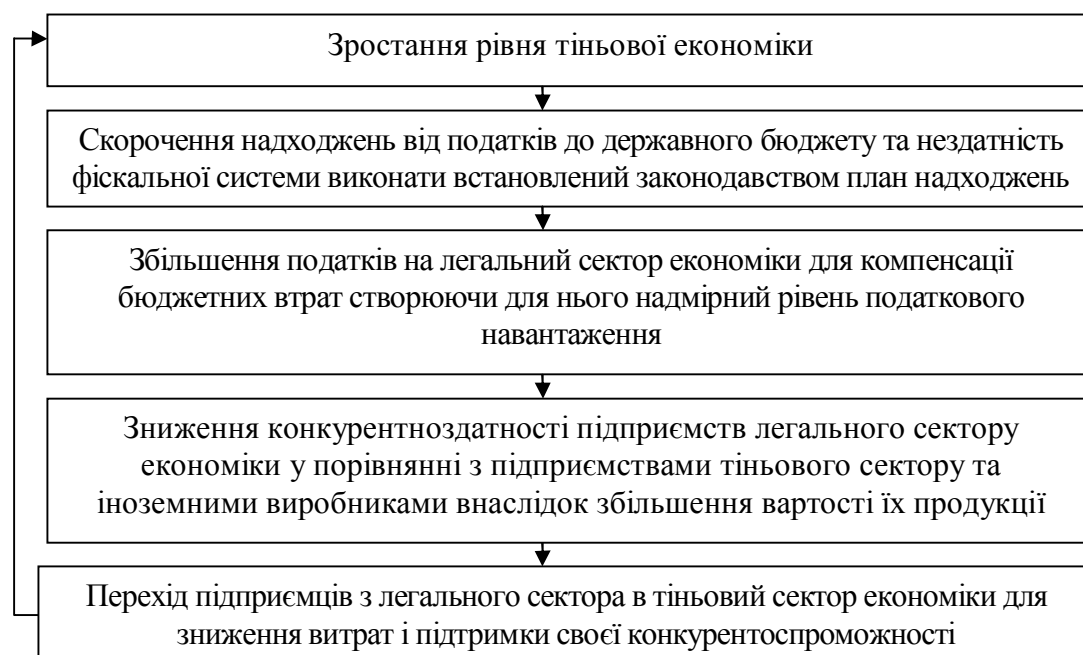 Зростання рівня тіньової економіки
Скорочення надходжень від податків до державного бюджету та нездатність
фіскальної системи виконати встановлений законодавством план надходжень
Збільшення податків на легальний сектор економіки для компенсації
бюджетних втрат створюючи для нього надмірний рівень податкового
навантаження
Зниження конкурентноздатності підприємств легального сектору
економіки у порівнянні з підприємствами тіньового сектору та
іноземними виробниками внаслідок збільшення вартості їх продукції
Перехід підприємців з легального сектора в тіньовий сектор економіки для
зниження витрат і підтримки своєї конкурентоспроможності